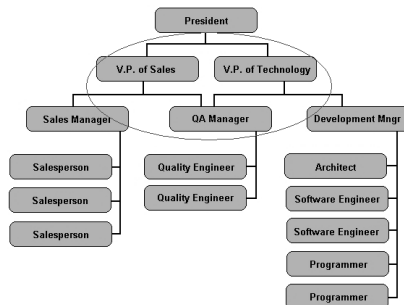 President
V.P. of Sales
V.P. of Technology
Sales Manager
QA Manager
Development Mngr
Salesperson
Salesperson
Salesperson
Quality Engineer
Quality Engineer
Architect
Software Engineer
Software Engineer
Programmer
Programmer